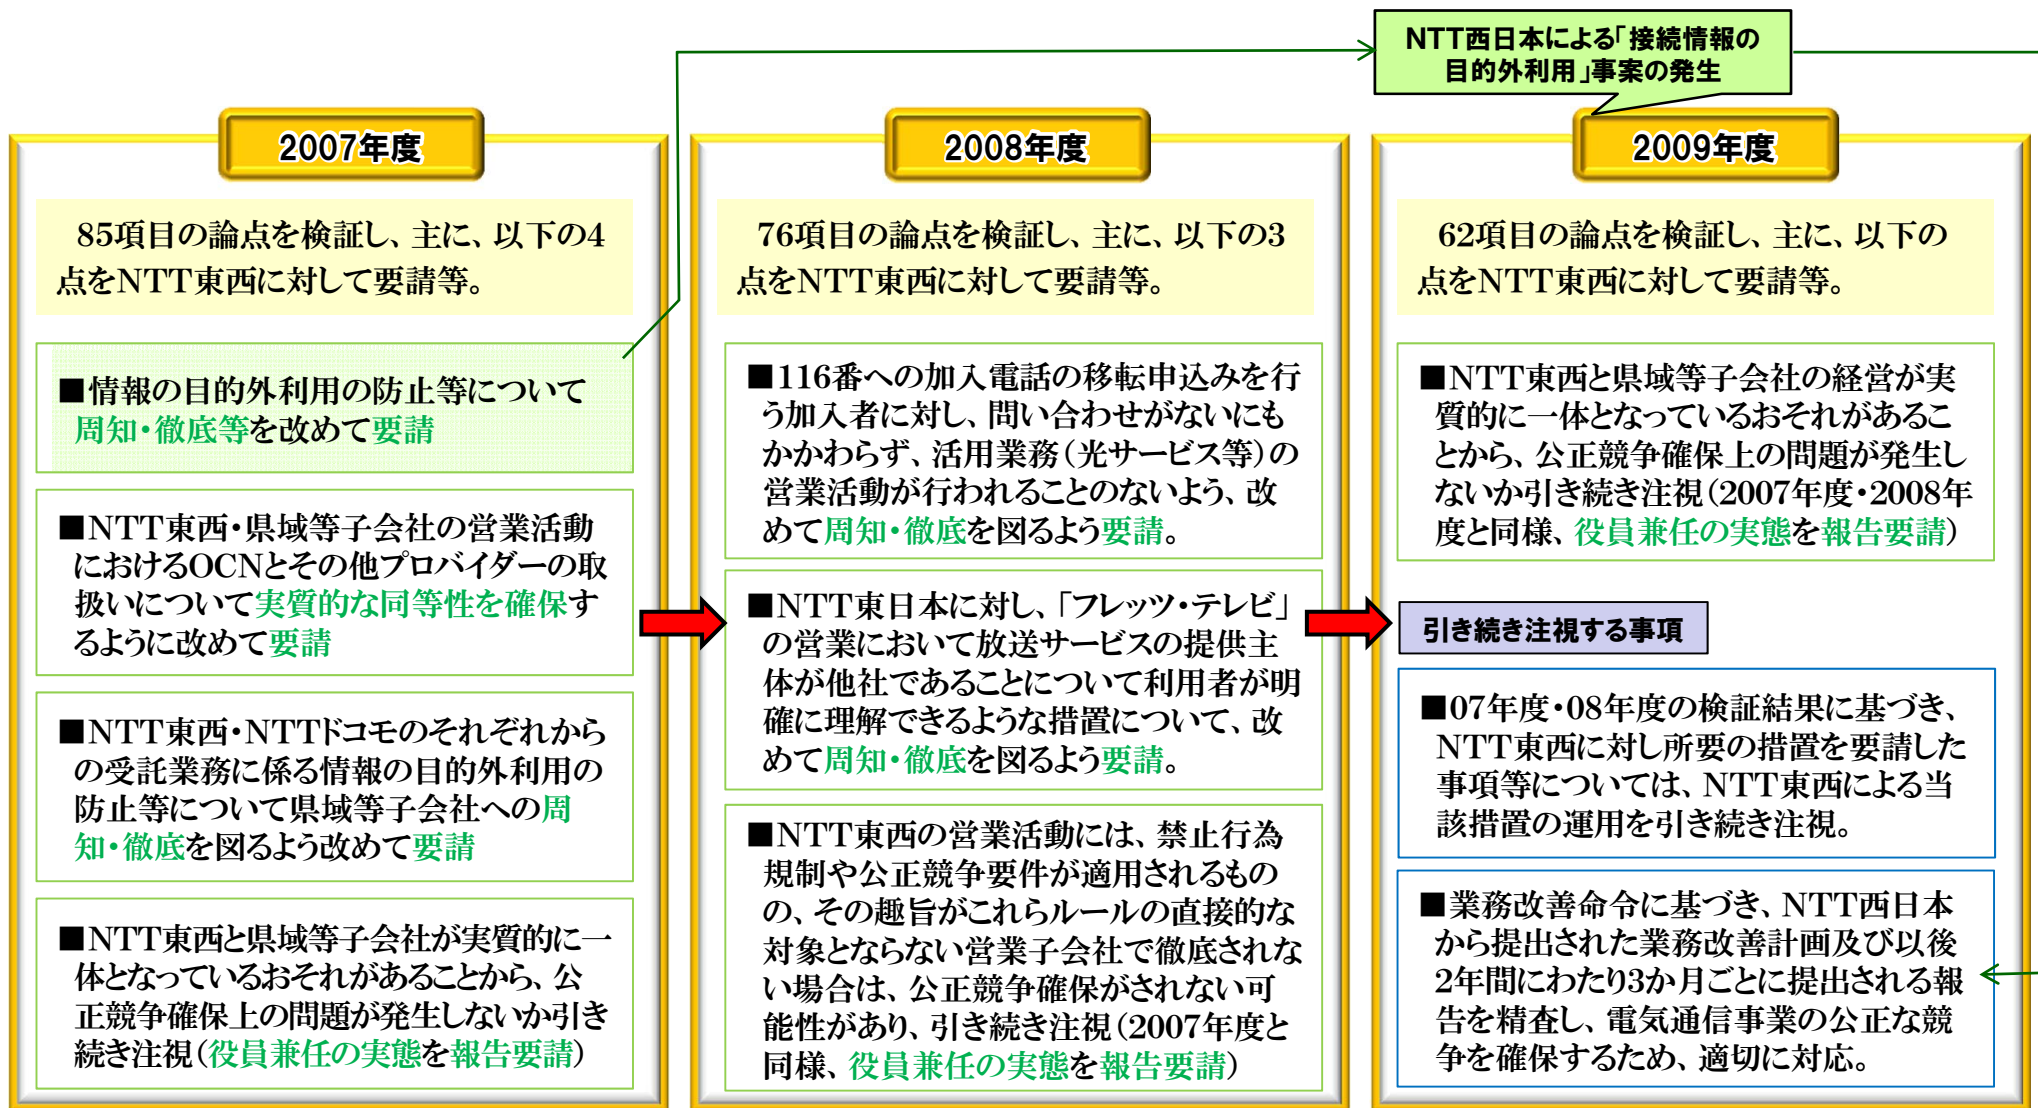 NTT西日本による「接続情報の
目的外利用」事案の発生
2007年度
85項目の論点を検証し、主に、以下の4
点をNTT東西に対して要請等。
■情報の目的外利用の防止等について
周知・徹底等を改めて要請
■NTT東西・県域等子会社の営業活動
におけるOCNとその他プロバイダーの取
扱いについて実質的な同等性を確保す
るように改めて要請
■NTT東西・NTTドコモのそれぞれから
の受託業務に係る情報の目的外利用の
防止等について県域等子会社への周
知・徹底を図るよう改めて要請
■NTT東西と県域等子会社が実質的に一
体となっているおそれがあることから、公
正競争確保上の問題が発生しないか引き
続き注視（役員兼任の実態を報告要請）
2008年度
76項目の論点を検証し、主に、以下の3
点をNTT東西に対して要請等。
■116番への加入電話の移転申込みを行
う加入者に対し、問い合わせがないにも
かかわらず、活用業務（光サービス等）の
営業活動が行われることのないよう、改
めて周知・徹底を図るよう要請。
■NTT東日本に対し、「フレッツ・テレビ」
の営業において放送サービスの提供主
体が他社であることについて利用者が明
確に理解できるような措置について、改
めて周知・徹底を図るよう要請。
■NTT東西の営業活動には、禁止行為
規制や公正競争要件が適用されるもの
の、その趣旨がこれらルールの直接的な
対象とならない営業子会社で徹底されな
い場合は、公正競争確保がされない可
能性があり、引き続き注視（2007年度と
同様、役員兼任の実態を報告要請）
2009年度
62項目の論点を検証し、主に、以下の
点をNTT東西に対して要請等。
■NTT東西と県域等子会社の経営が実
質的に一体となっているおそれがあるこ
とから、公正競争確保上の問題が発生し
ないか引き続き注視（2007年度・2008年
度と同様、役員兼任の実態を報告要請）
引き続き注視する事項
■07年度・08年度の検証結果に基づき、
NTT東西に対し所要の措置を要請した
事項等については、NTT東西による当
該措置の運用を引き続き注視。
■業務改善命令に基づき、NTT西日本
から提出された業務改善計画及び以後
2年間にわたり3か月ごとに提出される報
告を精査し、電気通信事業の公正な競
争を確保するため、適切に対応。